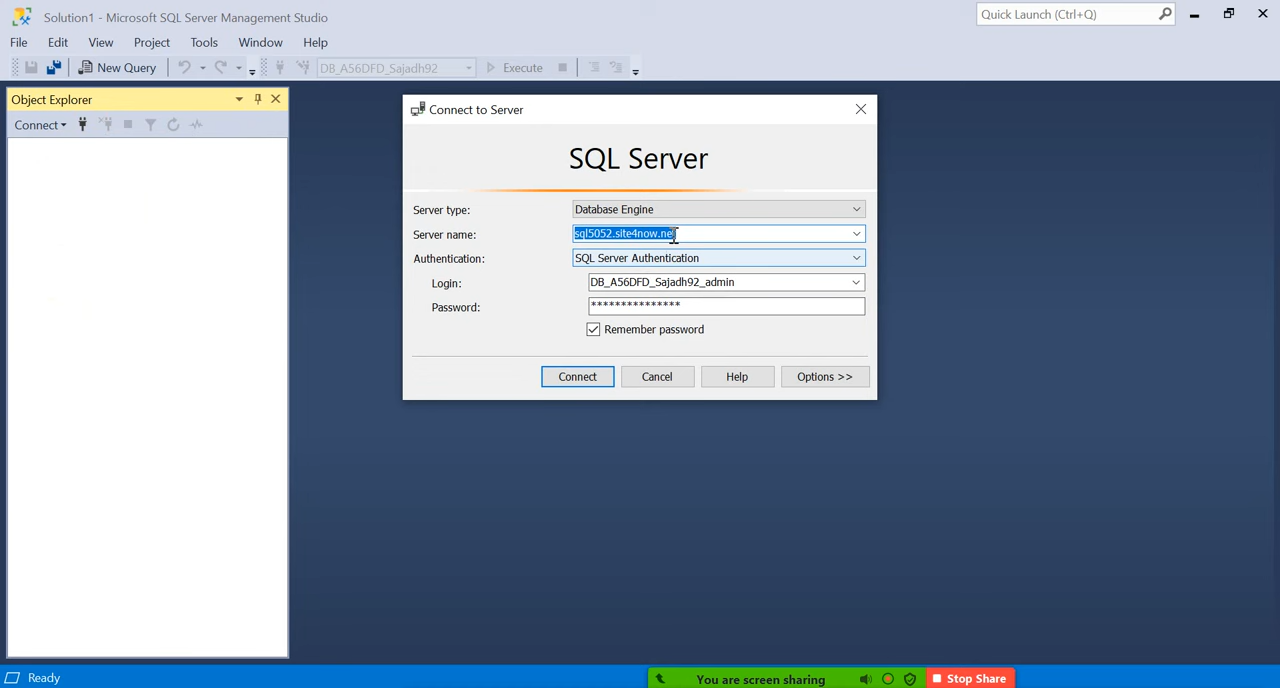 Solution1 - Microsoft SQL Server Management Studio
Quick Launch (Ctrl+Q)
File Edit View Project Tools Window Help
New Query DB_A56DFD_Sajadh92 Execute
Object Explorer
Connect
Connect to Server
SQL Server
Server type: Database Engine
Server name: sql5052.site4now.net
Authentication: SQL Server Authentication
Login: DB_A56DFD_Sajadh92_admin
Password: ***************
Remember password
Connect Cancel Help Options >>
Ready
You are screen sharing Stop Share